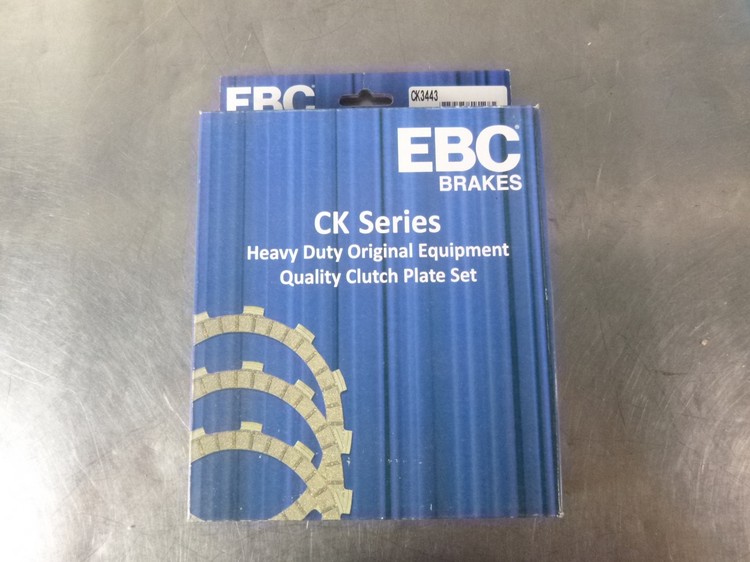 EBC
CK3443
EBC
BRAKES
CK Series
Heavy Duty Original Equipment
Quality Clutch Plate Set